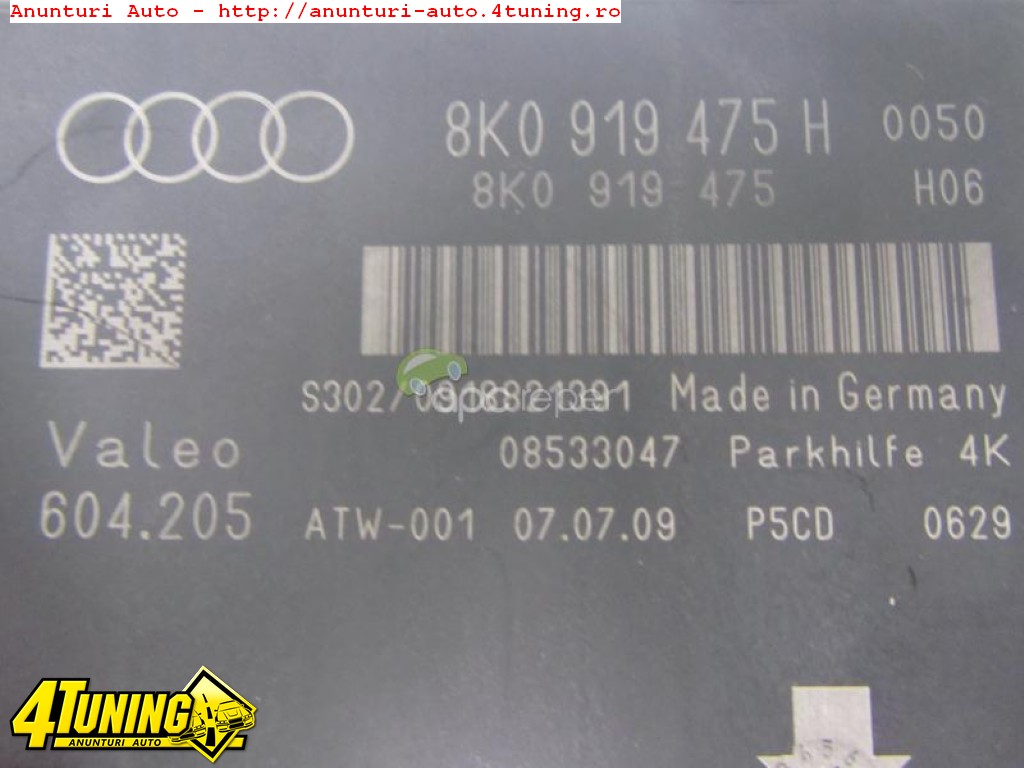 Anunturi Auto - http://anunturi-auto.4tuning.ro
8K0 919 475 H 0050
8K0 919 475 H06
Made in Germany
Valeo 08533047 Parkhilfe 4K
604.205 ATW-001 07.07.09 P5CD 0629
4TUNING
ANUNTURI AUTO